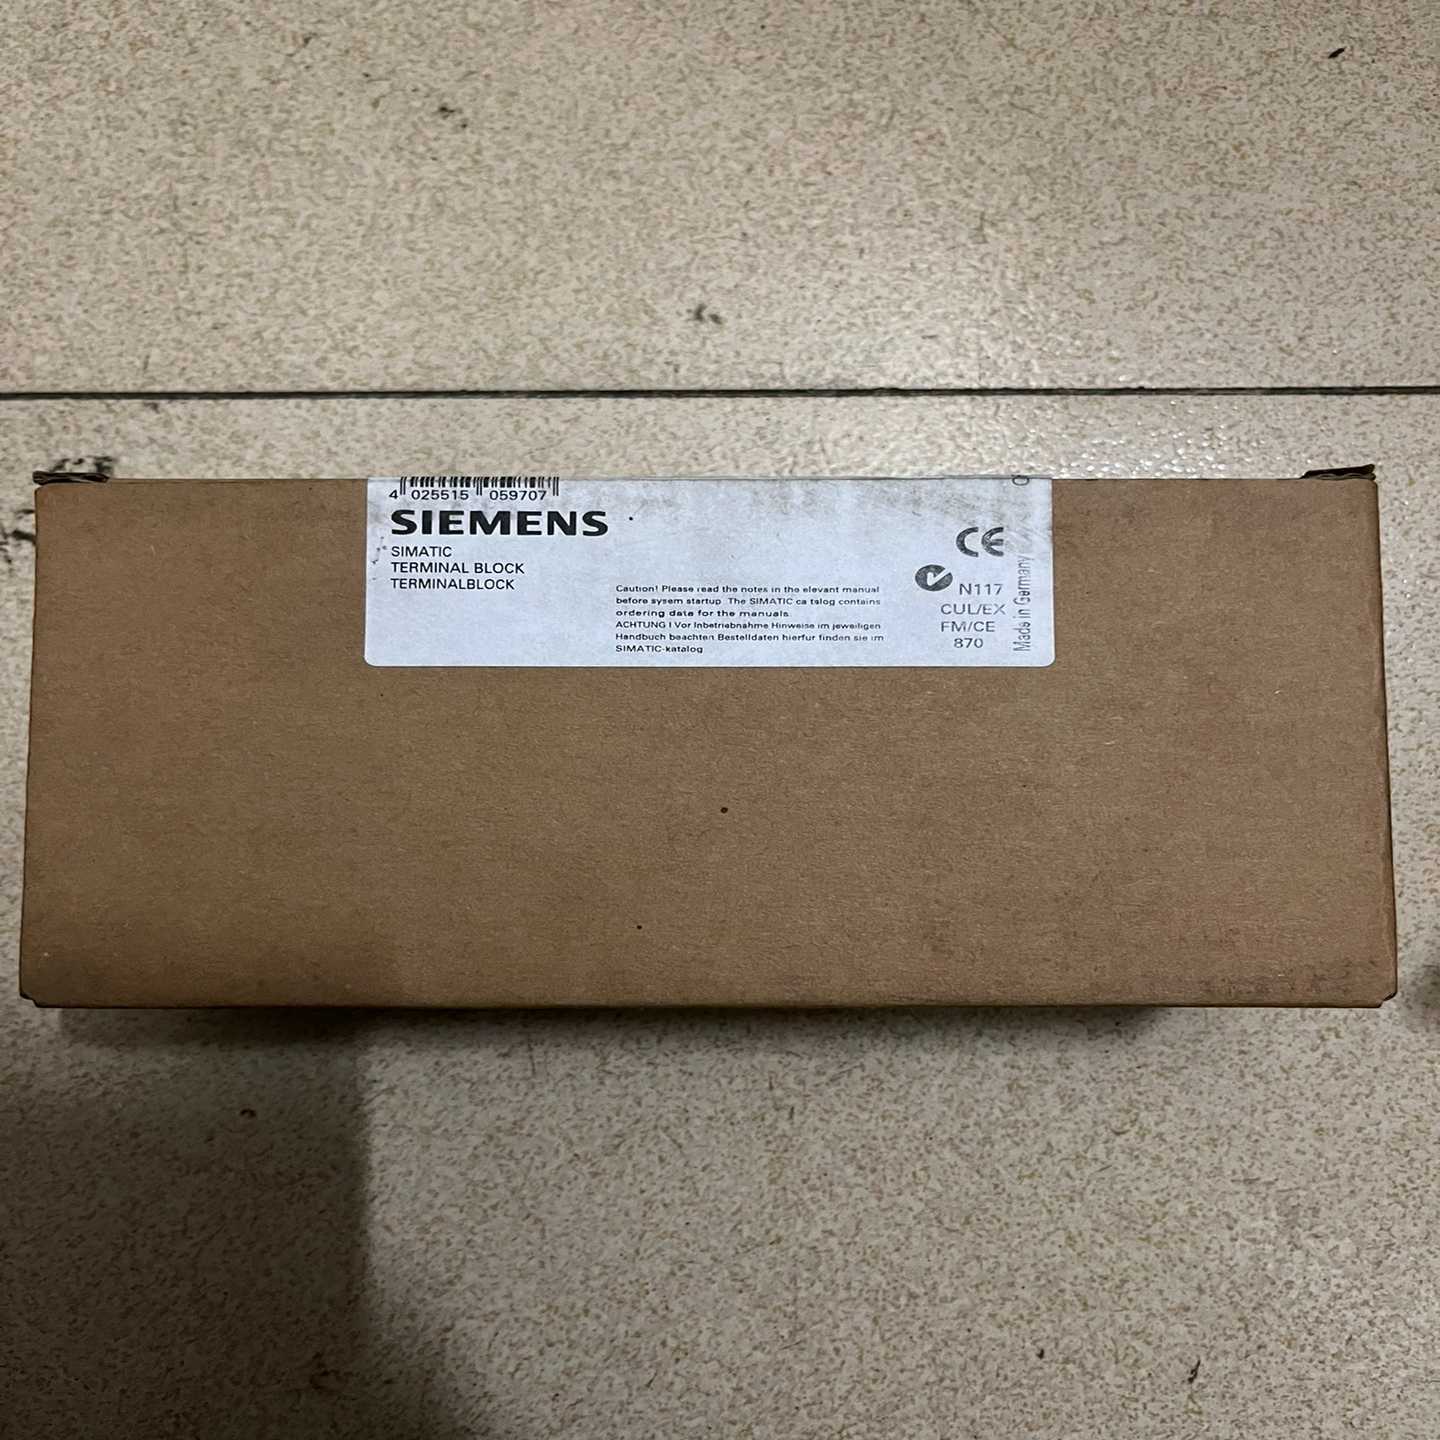 4 025515 059707
SIEMENS
SIMATIC
TERMINAL BLOCK
TERMINALBLOCK
Caution! Please read the notes in the elevant manual
before sysem startup. The SIMATIC ca talog contains
ordering data for the manuals.
ACHTUNG ! Vor Inbetriebnahme Hinweise im jeweiligen
Handbuch beachten Bestelldaten hierfur finden sie im
SIMATIC-katalog
CE
N117
CUL/EX
FM/CE
870
Made in Germany